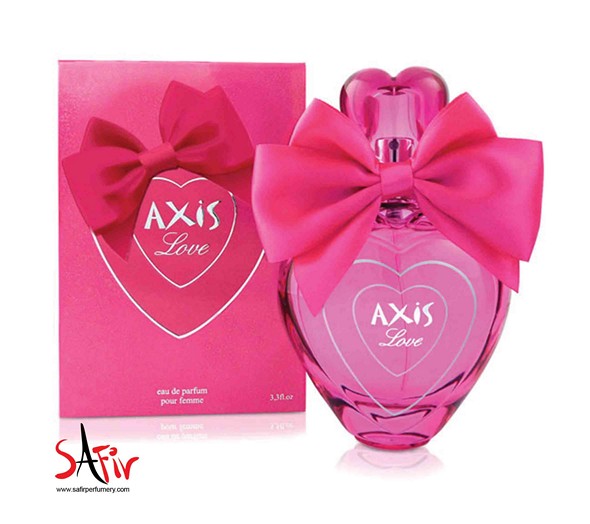 AXiS
Love
eau de parfum
pour femme
3,3fl.oz
AXiS
Love
SAFir
www.safirperfumery.com